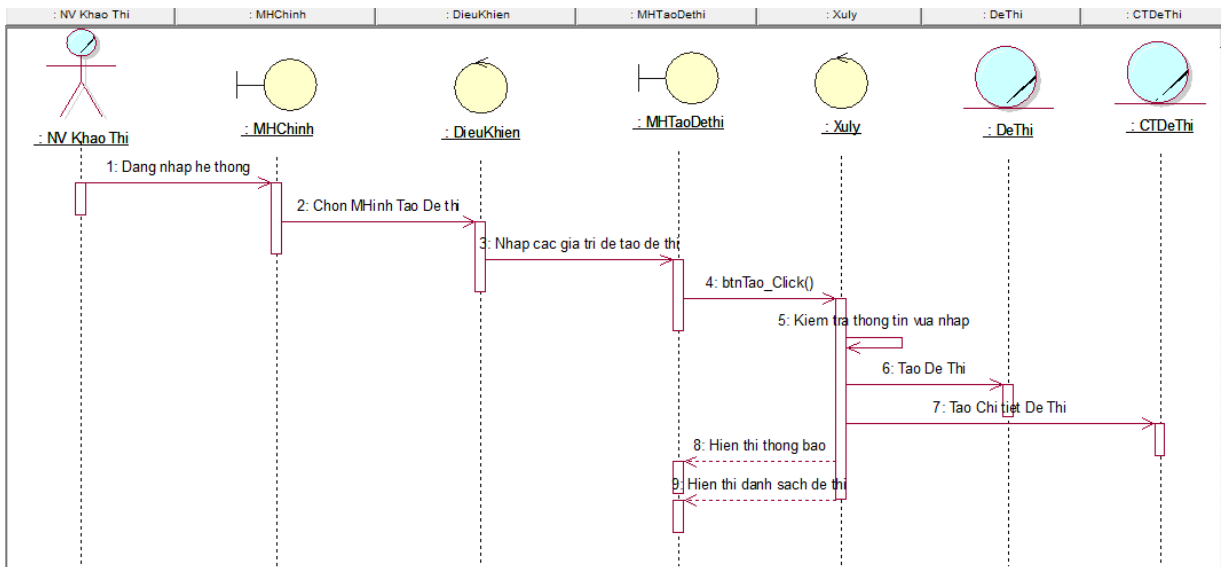 : NV Khao Thi
: MHChinh
: DieuKhien
: MHTaoDethi
: Xuly
: DeThi
: CTDeThi
: NV Khao Thi
: MHChinh
: DieuKhien
: MHTaoDethi
: Xuly
: DeThi
: CTDeThi
1: Dang nhap he thong
2: Chon MHinh Tao De thi
3: Nhap cac gia tri de tao de thi
4: btnTao_Click()
5: Kiem tra thong tin vua nhap
6: Tao De Thi
7: Tao Chi tiet De Thi
8: Hien thi thong bao
9: Hien thi danh sach de thi